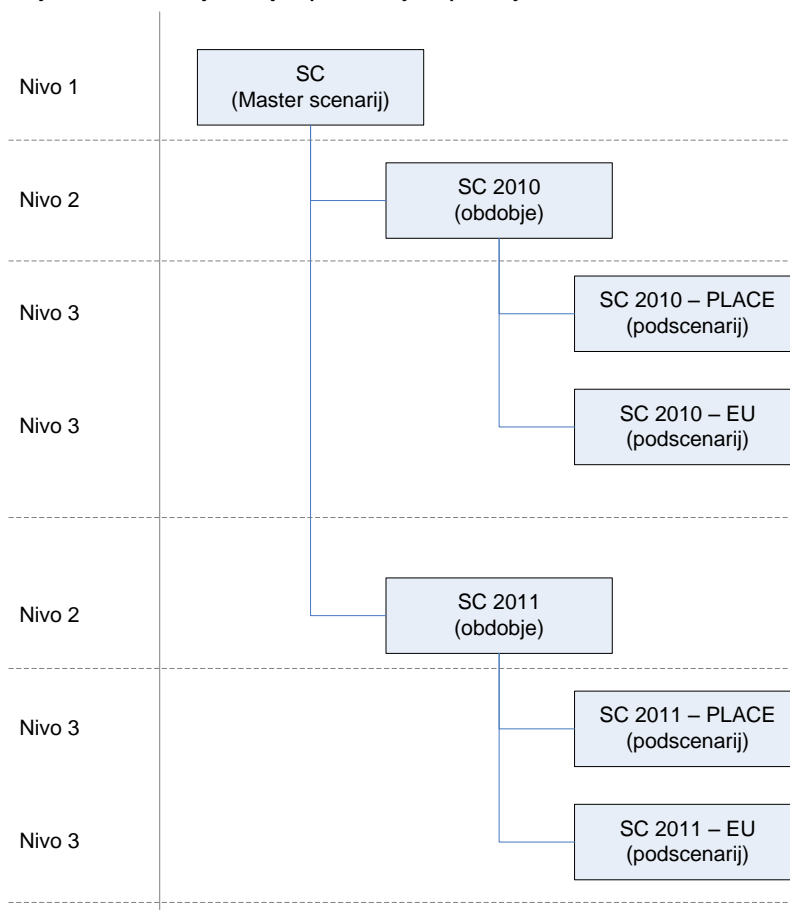 Nivo 1
SC
(Master scenarij)
Nivo 2
SC 2010
(obdobje)
Nivo 3
SC 2010 – PLACE
(podscenarij)
Nivo 3
SC 2010 – EU
(podscenarij)
Nivo 2
SC 2011
(obdobje)
Nivo 3
SC 2011 – PLACE
(podscenarij)
Nivo 3
SC 2011 – EU
(podscenarij)